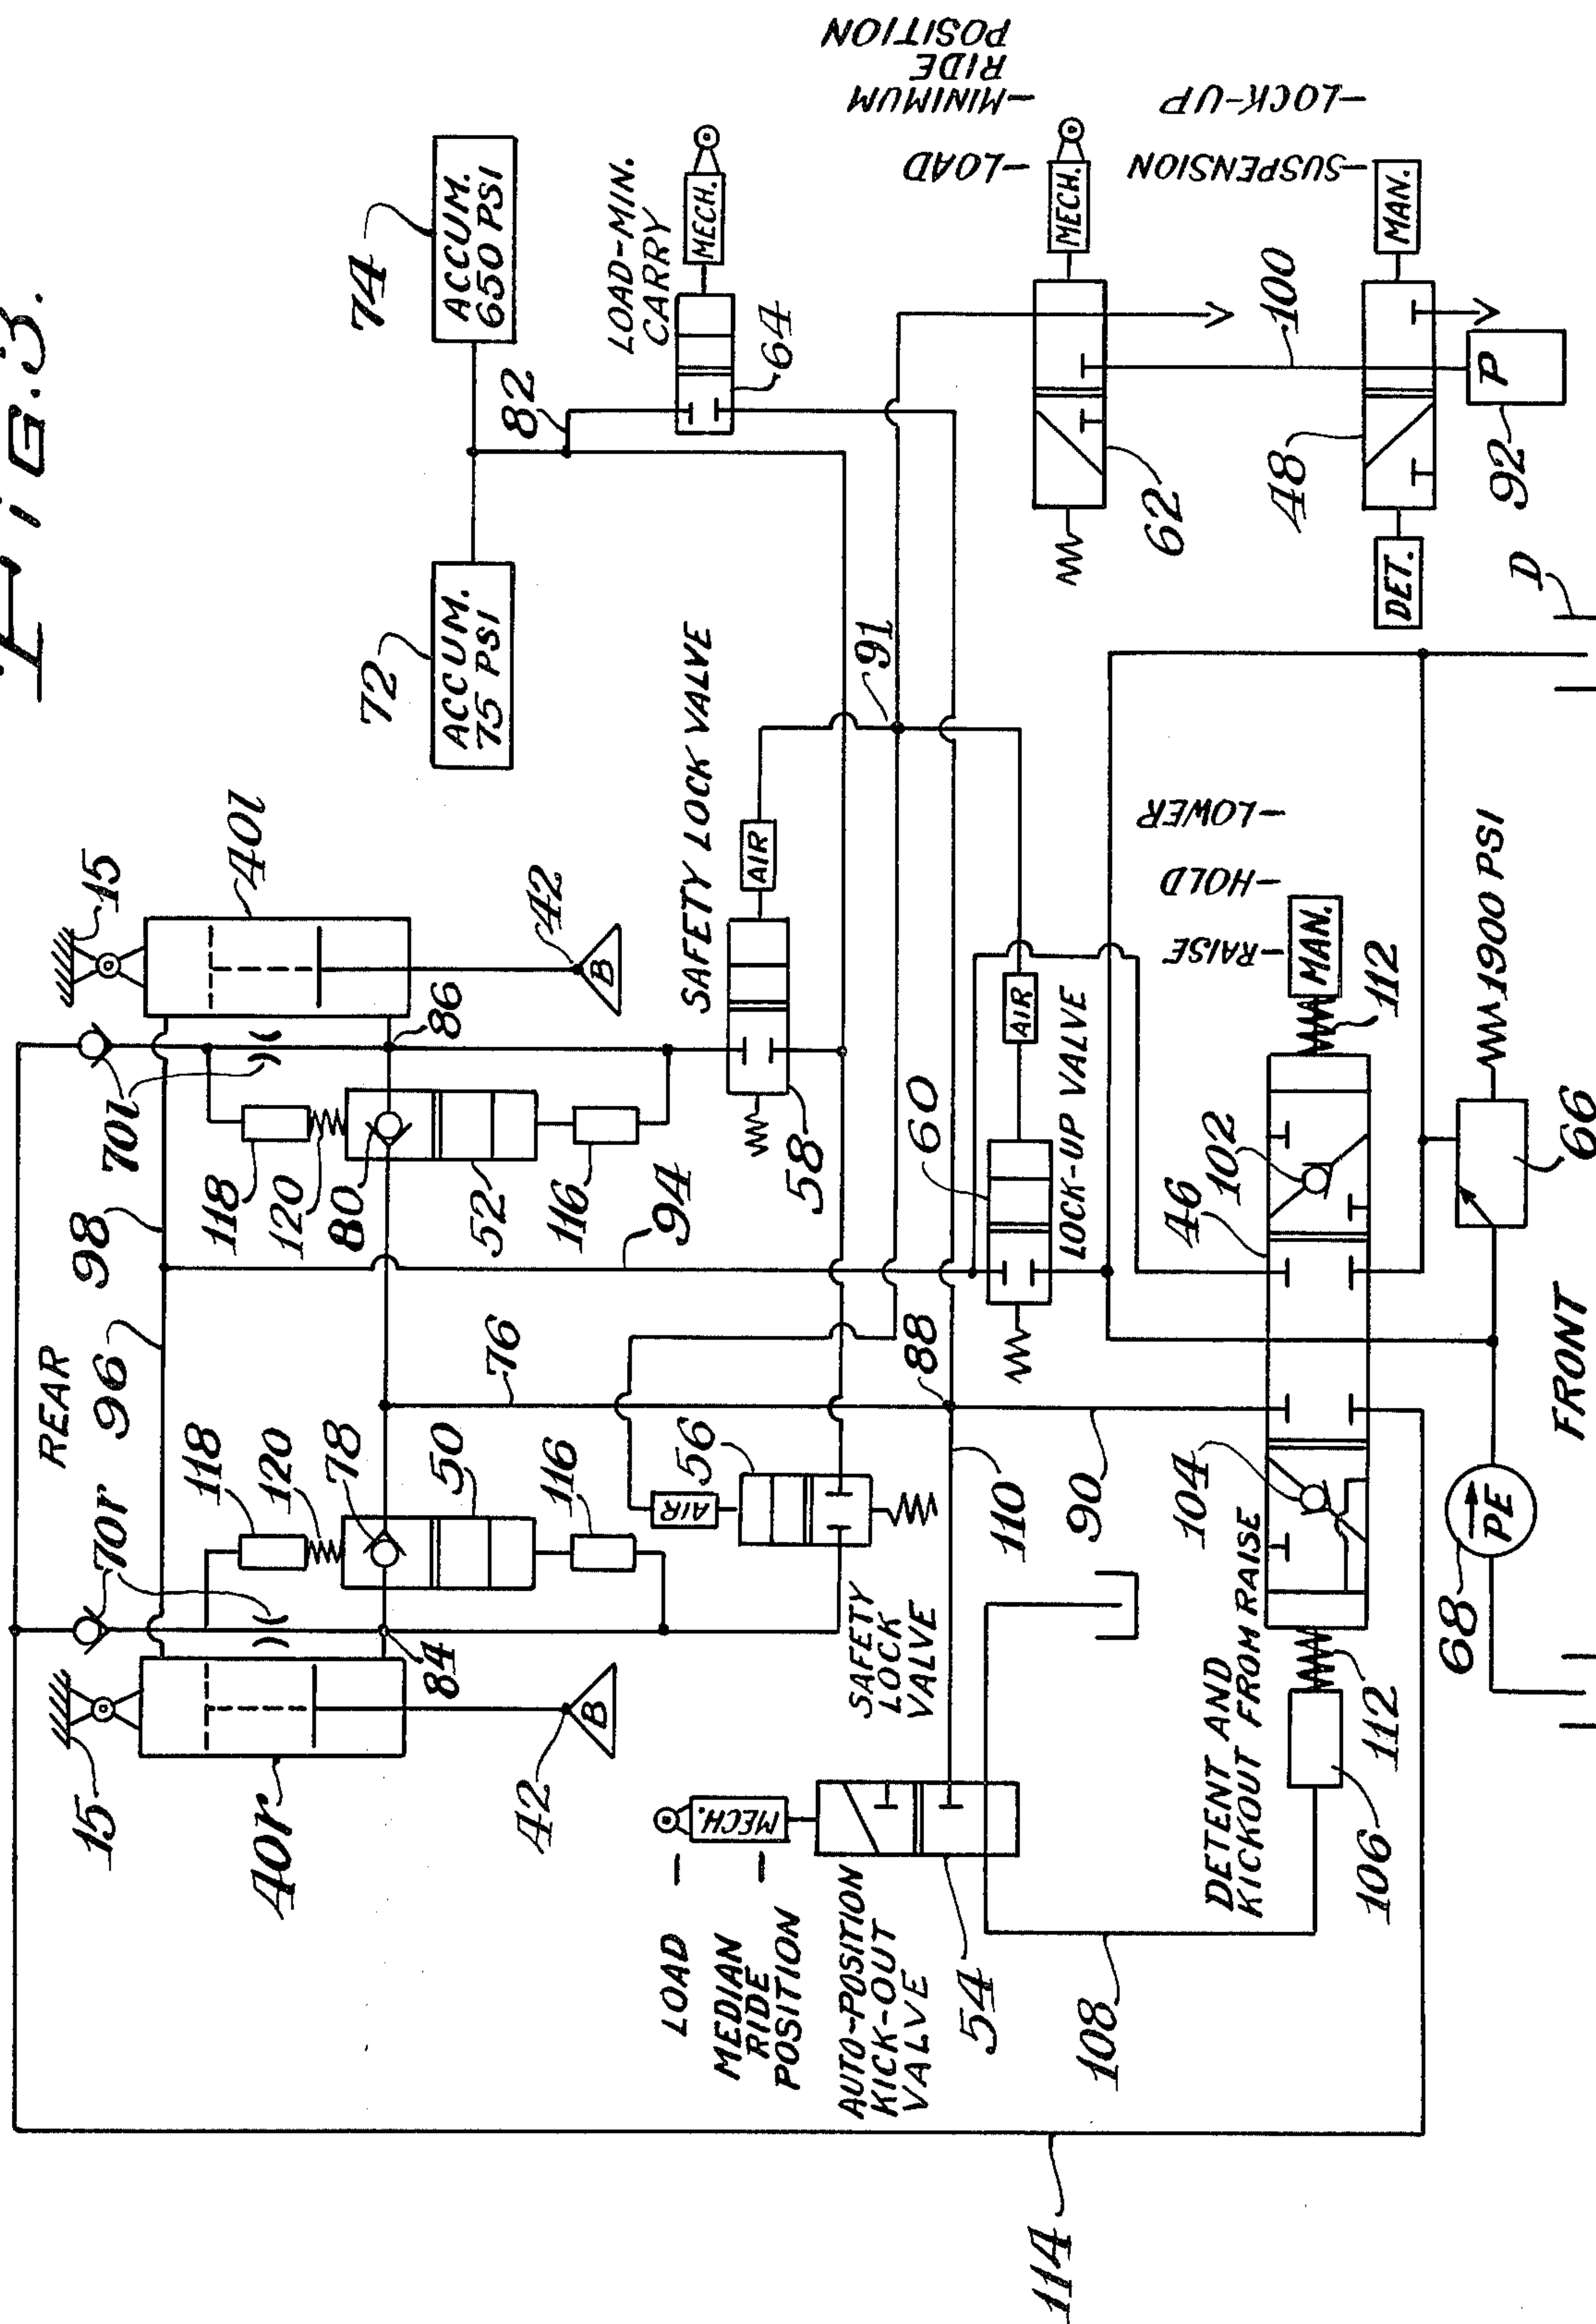 FIG.3.
74
ACCUM.
650 PSI
72
ACCUM.
75 PSI
82
LOAD-MIN.
CARRY
MECH.
64
-MINIMUM
RIDE
POSITION
-LOAD
MECH.
62
100
-LOCK-UP
-SUSPENSION
MAN.
48
DET.
P
92
D
15
40l
42
B
86
70l
118
120
80
52
116
SAFETY LOCK VALVE
AIR
58
91
98
94
96
REAR
76
60
AIR
LOCK-UP VALVE
88
-LOWER
-HOLD
-RAISE
MAN.
112
102
46
1900 PSI
66
FRONT
70r
118
120
78
50
116
AIR
56
SAFETY
LOCK
VALVE
110
90
104
15
40r
84
42
B
LOAD -
MEDIAN -
RIDE
POSITION
MECH.
AUTO-POSITION
KICK-OUT
VALVE
54
DETENT AND
KICKOUT FROM RAISE
112
106
108
68
PE
114